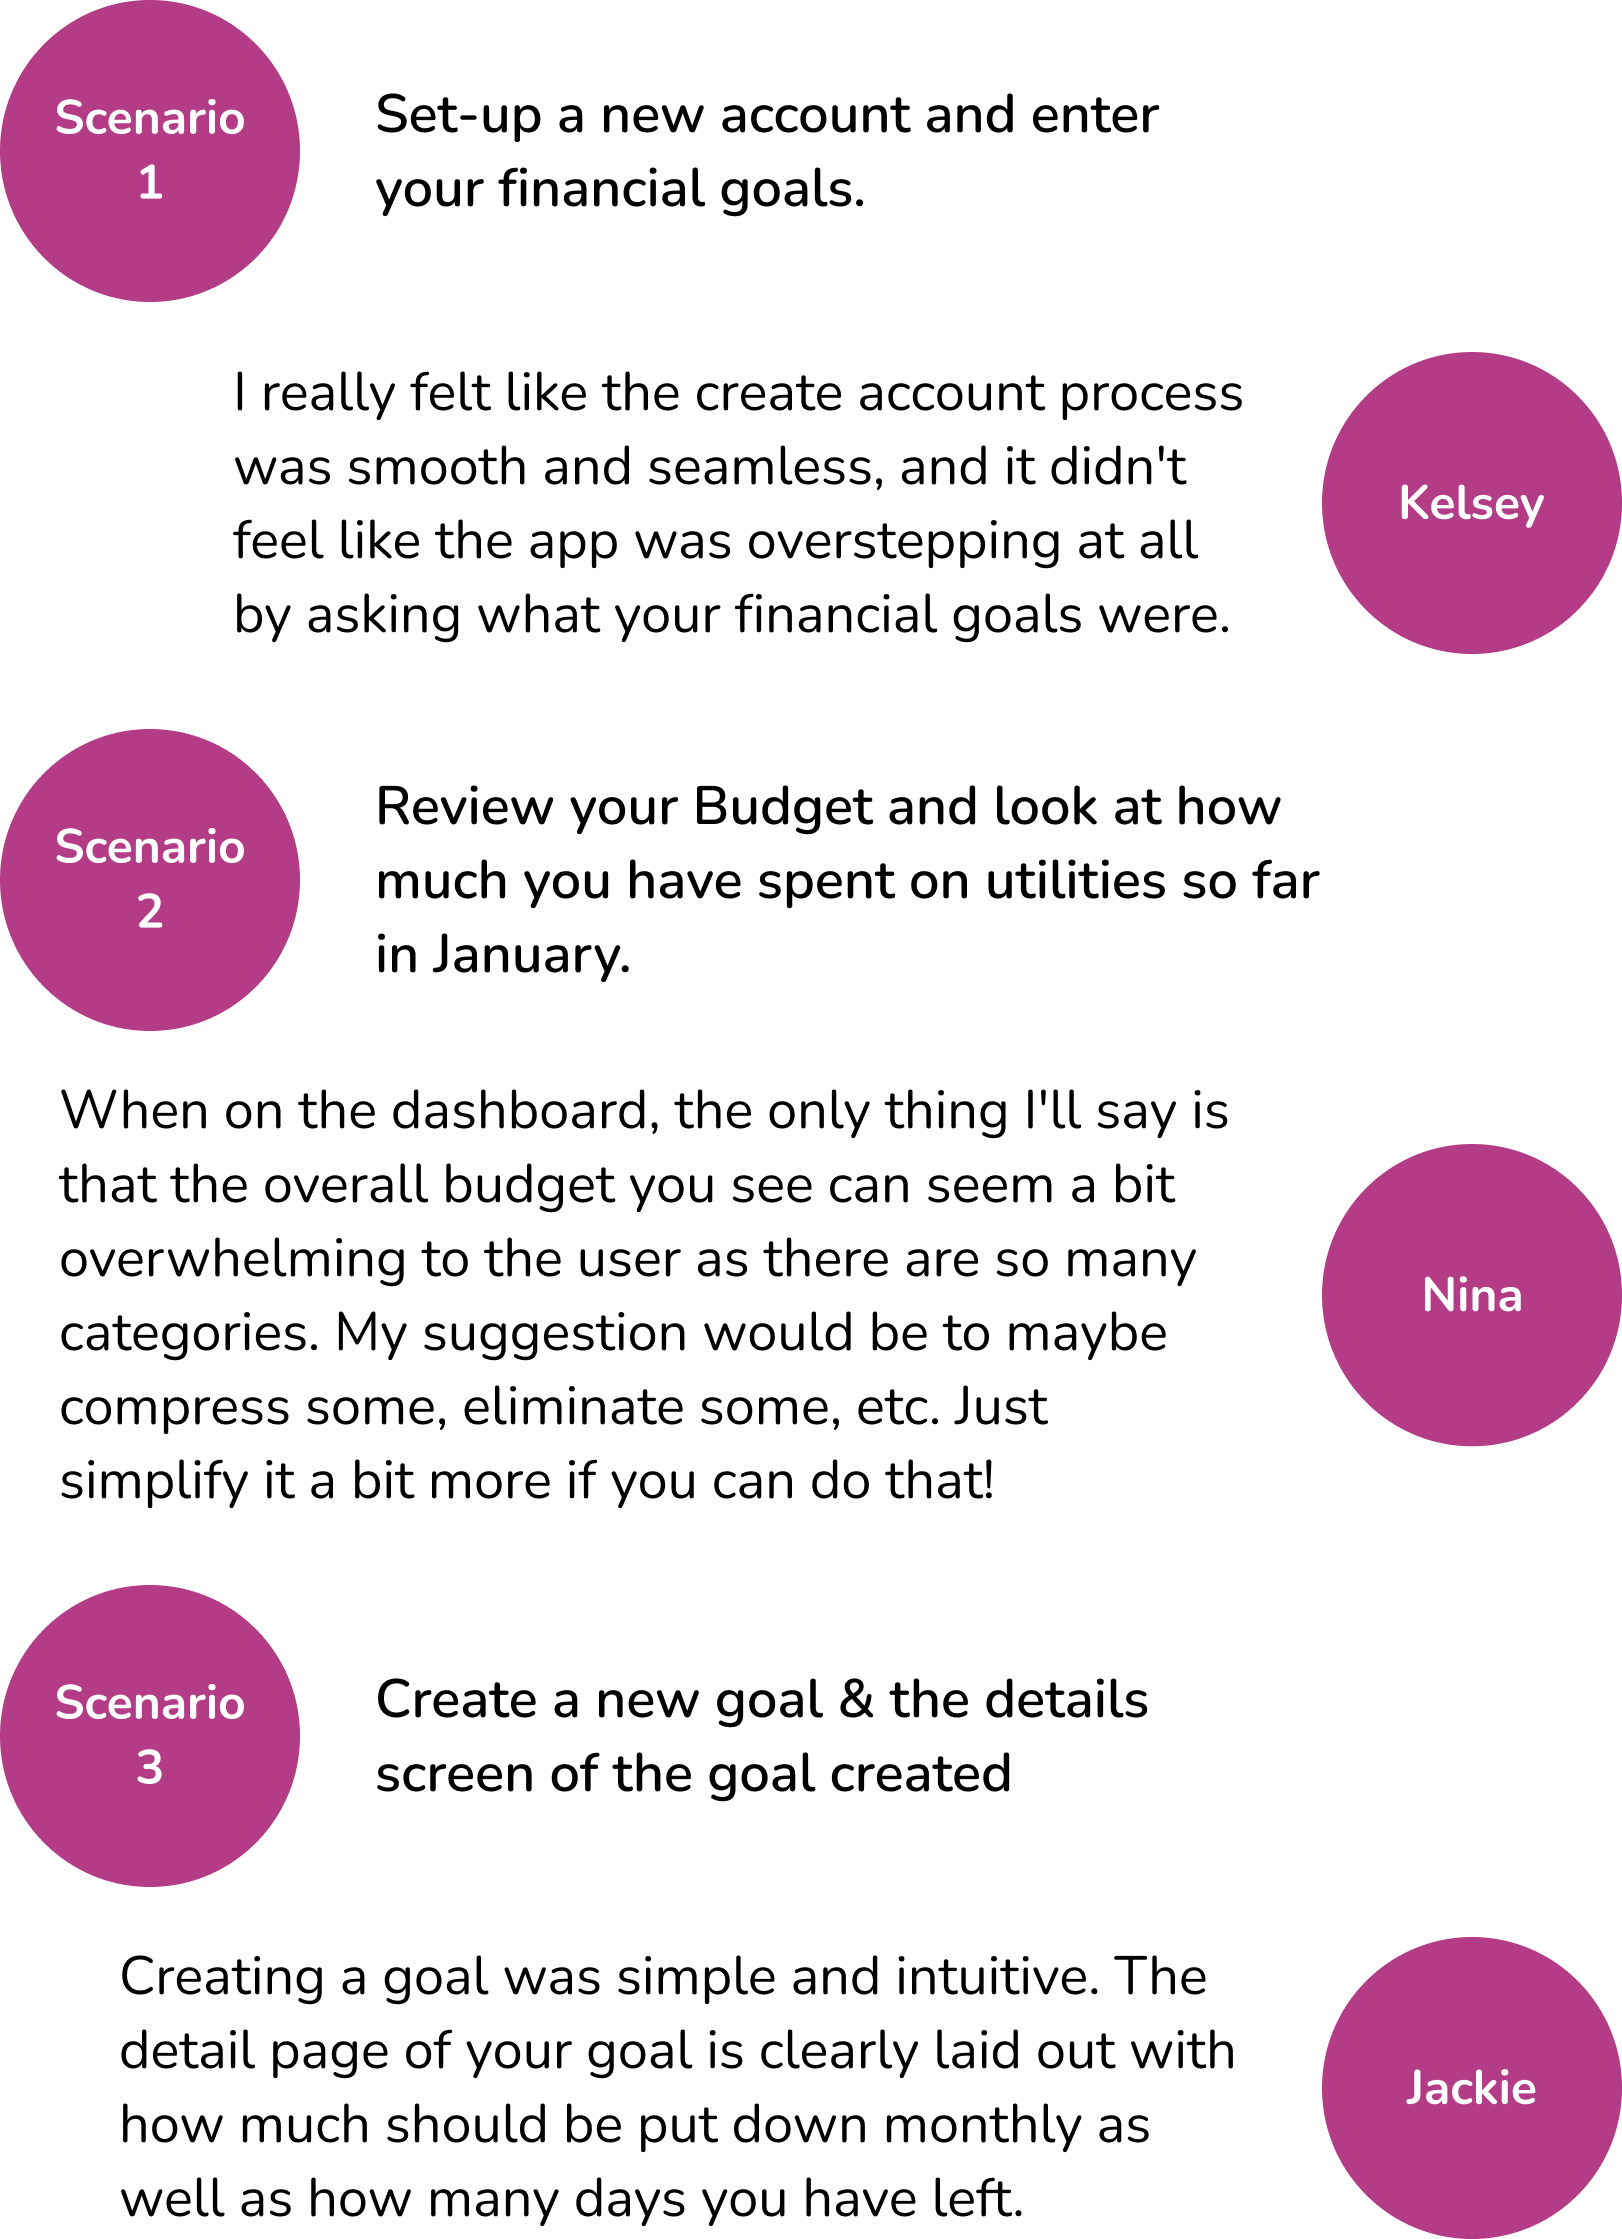 Scenario
1
Set-up a new account and enter
your financial goals.
I really felt like the create account process
was smooth and seamless, and it didn't
feel like the app was overstepping at all
by asking what your financial goals were.
Kelsey
Scenario
2
Review your Budget and look at how
much you have spent on utilities so far
in January.
When on the dashboard, the only thing I'll say is
that the overall budget you see can seem a bit
overwhelming to the user as there are so many
categories. My suggestion would be to maybe
compress some, eliminate some, etc. Just
simplify it a bit more if you can do that!
Nina
Scenario
3
Create a new goal & the details
screen of the goal created
Creating a goal was simple and intuitive. The
detail page of your goal is clearly laid out with
how much should be put down monthly as
well as how many days you have left.
Jackie